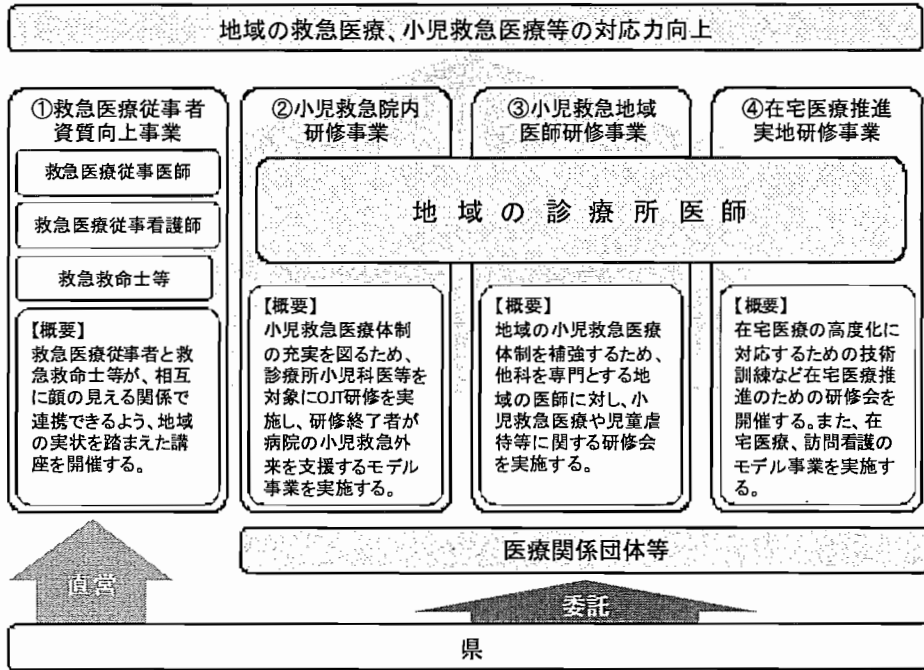 地域の救急医療、小児救急医療等の対応力向上
①救急医療従事者
資質向上事業
救急医療従事医師
救急医療従事看護師
救急救命士等
【概要】
救急医療従事者と救
急救命士等が、相互
に顔の見える関係で
連携できるよう、地域
の実状を踏まえた講
座を開催する。
②小児救急院内
研修事業
③小児救急地域
医師研修事業
④在宅医療推進
実地研修事業
地域の診療所医師
【概要】
小児救急医療体制
の充実を図るため、
診療所小児科医等を
対象にOJT研修を実
施し、研修終了者が
病院の小児救急外
来を支援するモデル
事業を実施する。
【概要】
地域の小児救急医療
体制を補強するため、
他科を専門とする地
域の医師に対し、小
児救急医療や児童虐
待等に関する研修会
を実施する。
【概要】
在宅医療の高度化に
対応するための技術
訓練など在宅医療推
進のための研修会を
開催する。また、在
宅医療、訪問看護の
モデル事業を実施す
る。
医療関係団体等
直営
委託
県